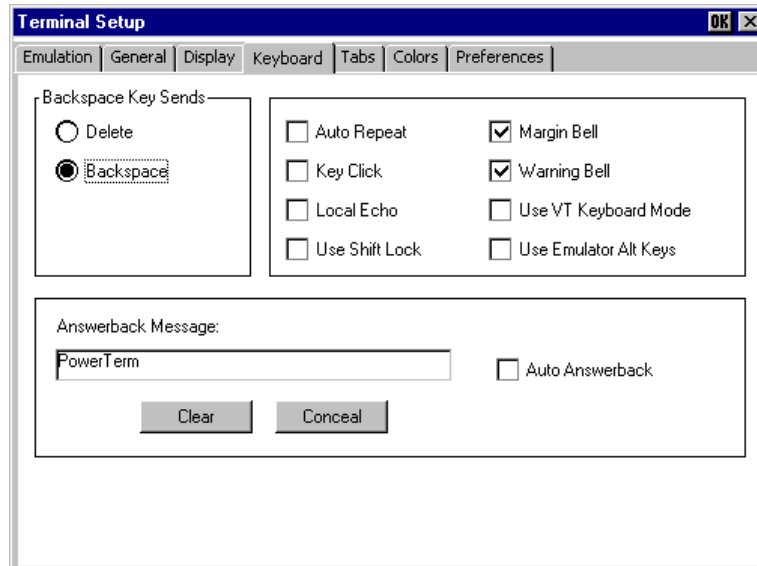 Terminal Setup OK
Emulation General Display Keyboard Tabs Colors Preferences
Backspace Key Sends
Delete
Backspace
Auto Repeat Margin Bell
Key Click Warning Bell
Local Echo Use VT Keyboard Mode
Use Shift Lock Use Emulator Alt Keys
Answerback Message:
PowerTerm
Auto Answerback
Clear Conceal